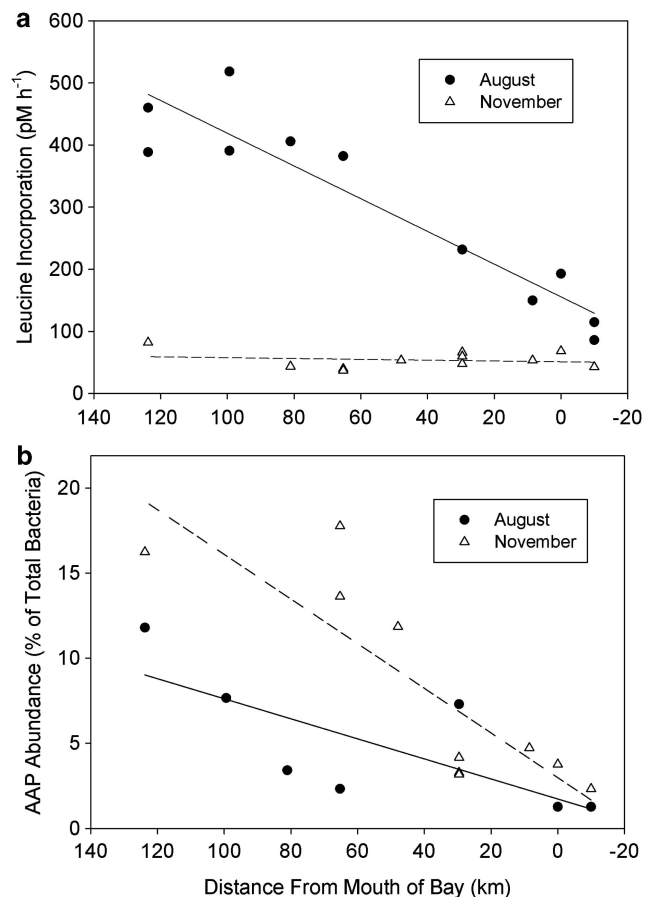 a
600
500
400
300
200
100
0
Leucine Incorporation (pM h⁻¹)
August
November
140 120 100 80 60 40 20 0 -20
b
20
15
10
5
0
AAP Abundance (% of Total Bacteria)
August
November
140 120 100 80 60 40 20 0 -20
Distance From Mouth of Bay (km)